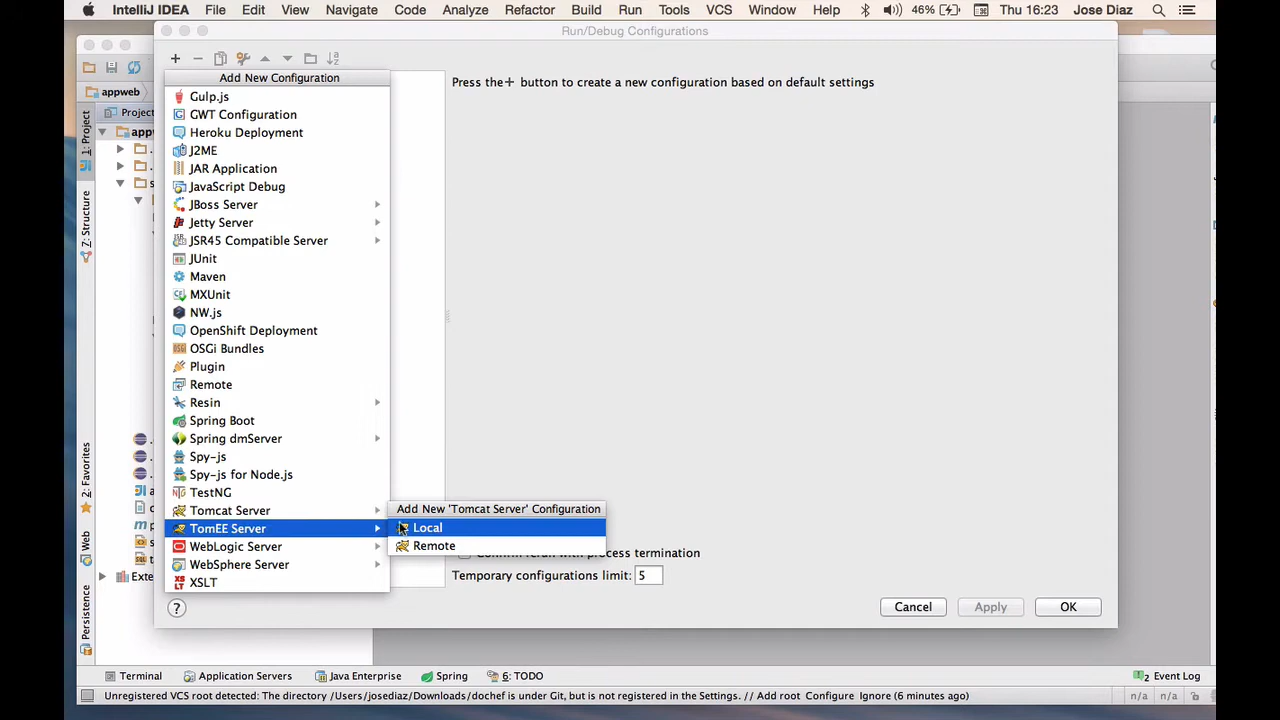 IntelliJ IDEA File Edit View Navigate Code Analyze Refactor Build Run Tools VCS Window Help 46% Thu 16:23 Jose Diaz
Run/Debug Configurations
appweb
Add New Configuration
Press the+ button to create a new configuration based on default settings
Gulp.js
GWT Configuration
Heroku Deployment
J2ME
JAR Application
JavaScript Debug
JBoss Server
Jetty Server
JSR45 Compatible Server
JUnit
Maven
MXUnit
NW.js
OpenShift Deployment
OSGi Bundles
Plugin
Remote
Resin
Spring Boot
Spring dmServer
Spy-js
Spy-js for Node.js
TestNG
Tomcat Server
TomEE Server
WebLogic Server
WebSphere Server
XSLT
Add New 'Tomcat Server' Configuration
Local
Remote
Temporary configurations limit: 5
? Cancel Apply OK
1: Project
Z: Structure
2: Favorites
Web
Persistence
Terminal Application Servers Java Enterprise Spring 6: TODO 2 Event Log
Unregistered VCS root detected: The directory /Users/josediaz/Downloads/dochef is under Git, but is not registered in the Settings. // Add root Configure Ignore (6 minutes ago) n/a n/a